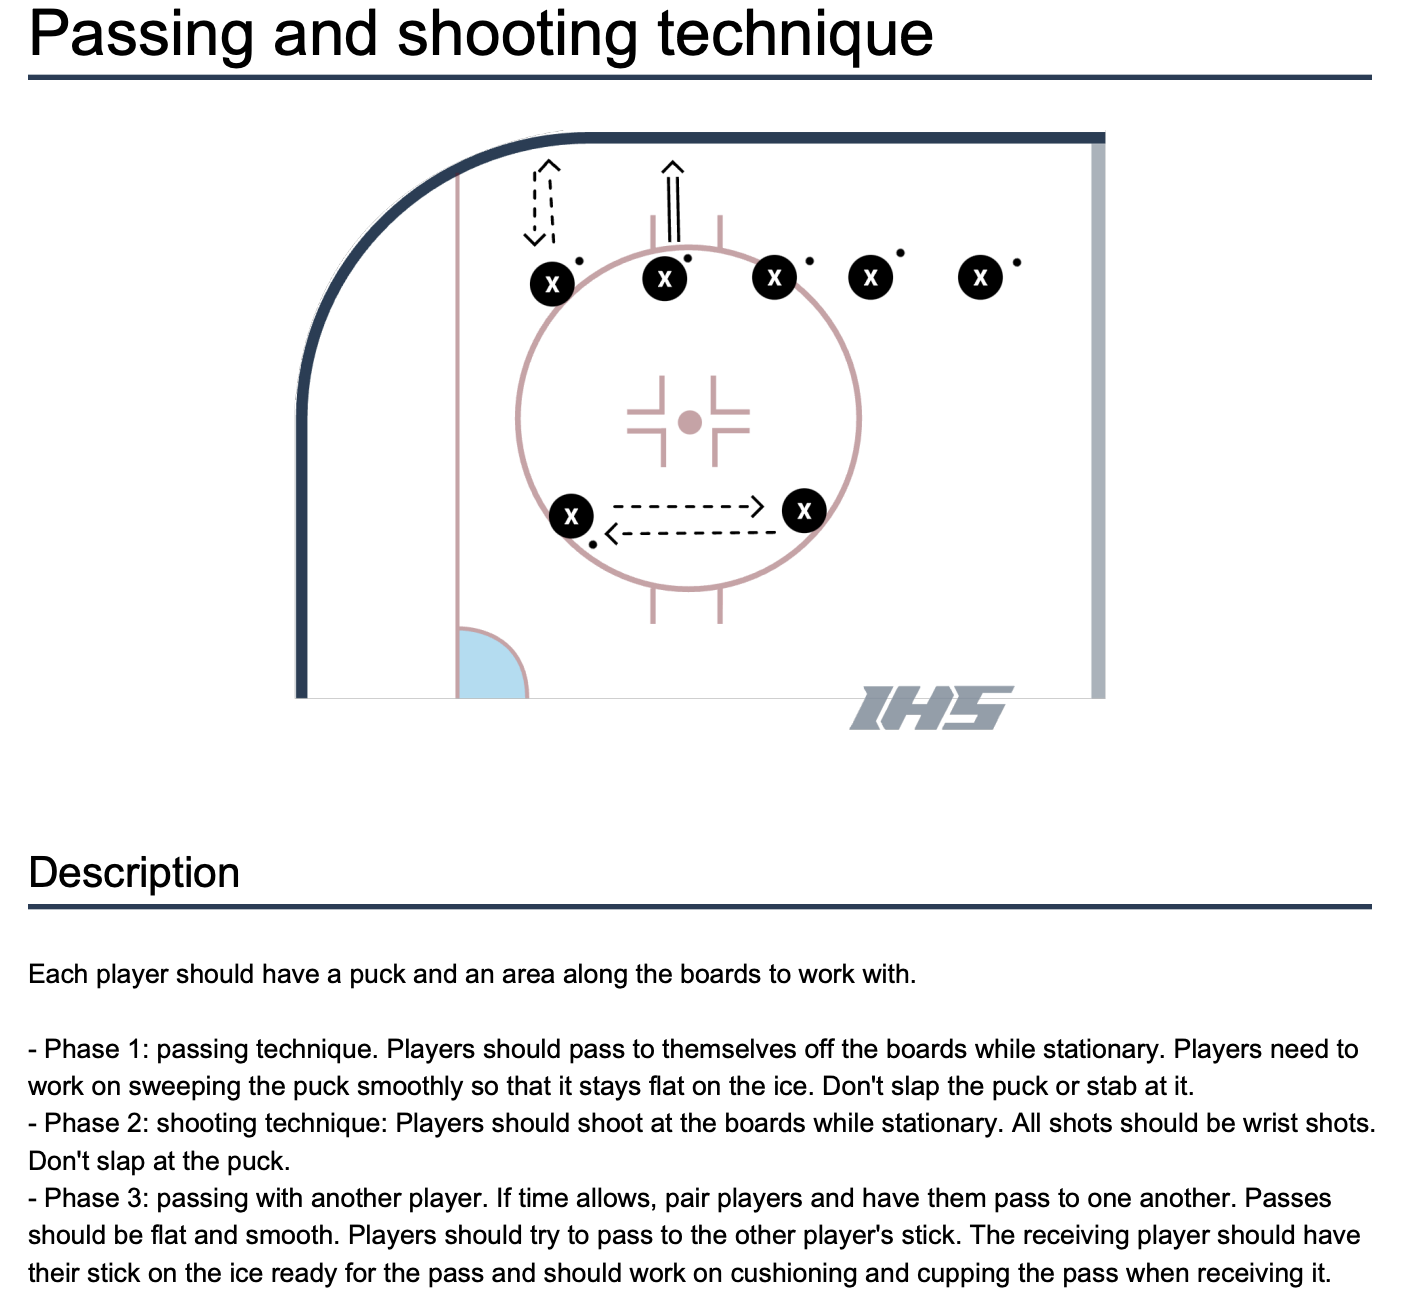 Passing and shooting technique
X X X X X
X X
IHS
Description
Each player should have a puck and an area along the boards to work with.
- Phase 1: passing technique. Players should pass to themselves off the boards while stationary. Players need to
work on sweeping the puck smoothly so that it stays flat on the ice. Don't slap the puck or stab at it.
- Phase 2: shooting technique: Players should shoot at the boards while stationary. All shots should be wrist shots.
Don't slap at the puck.
- Phase 3: passing with another player. If time allows, pair players and have them pass to one another. Passes
should be flat and smooth. Players should try to pass to the other player's stick. The receiving player should have
their stick on the ice ready for the pass and should work on cushioning and cupping the pass when receiving it.